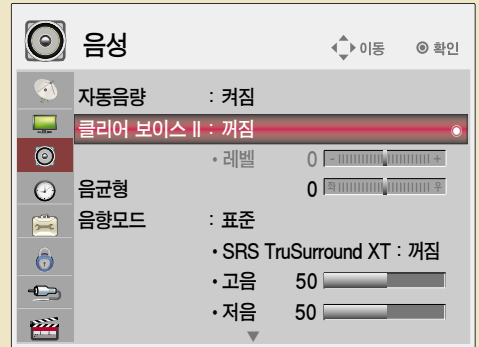 음성 이동 확인
자동음량 : 켜짐
클리어 보이스 II : 꺼짐
• 레벨 0 - +
음균형 0 좌 우
음향모드 : 표준
• SRS TruSurround XT : 꺼짐
• 고음 50
• 저음 50